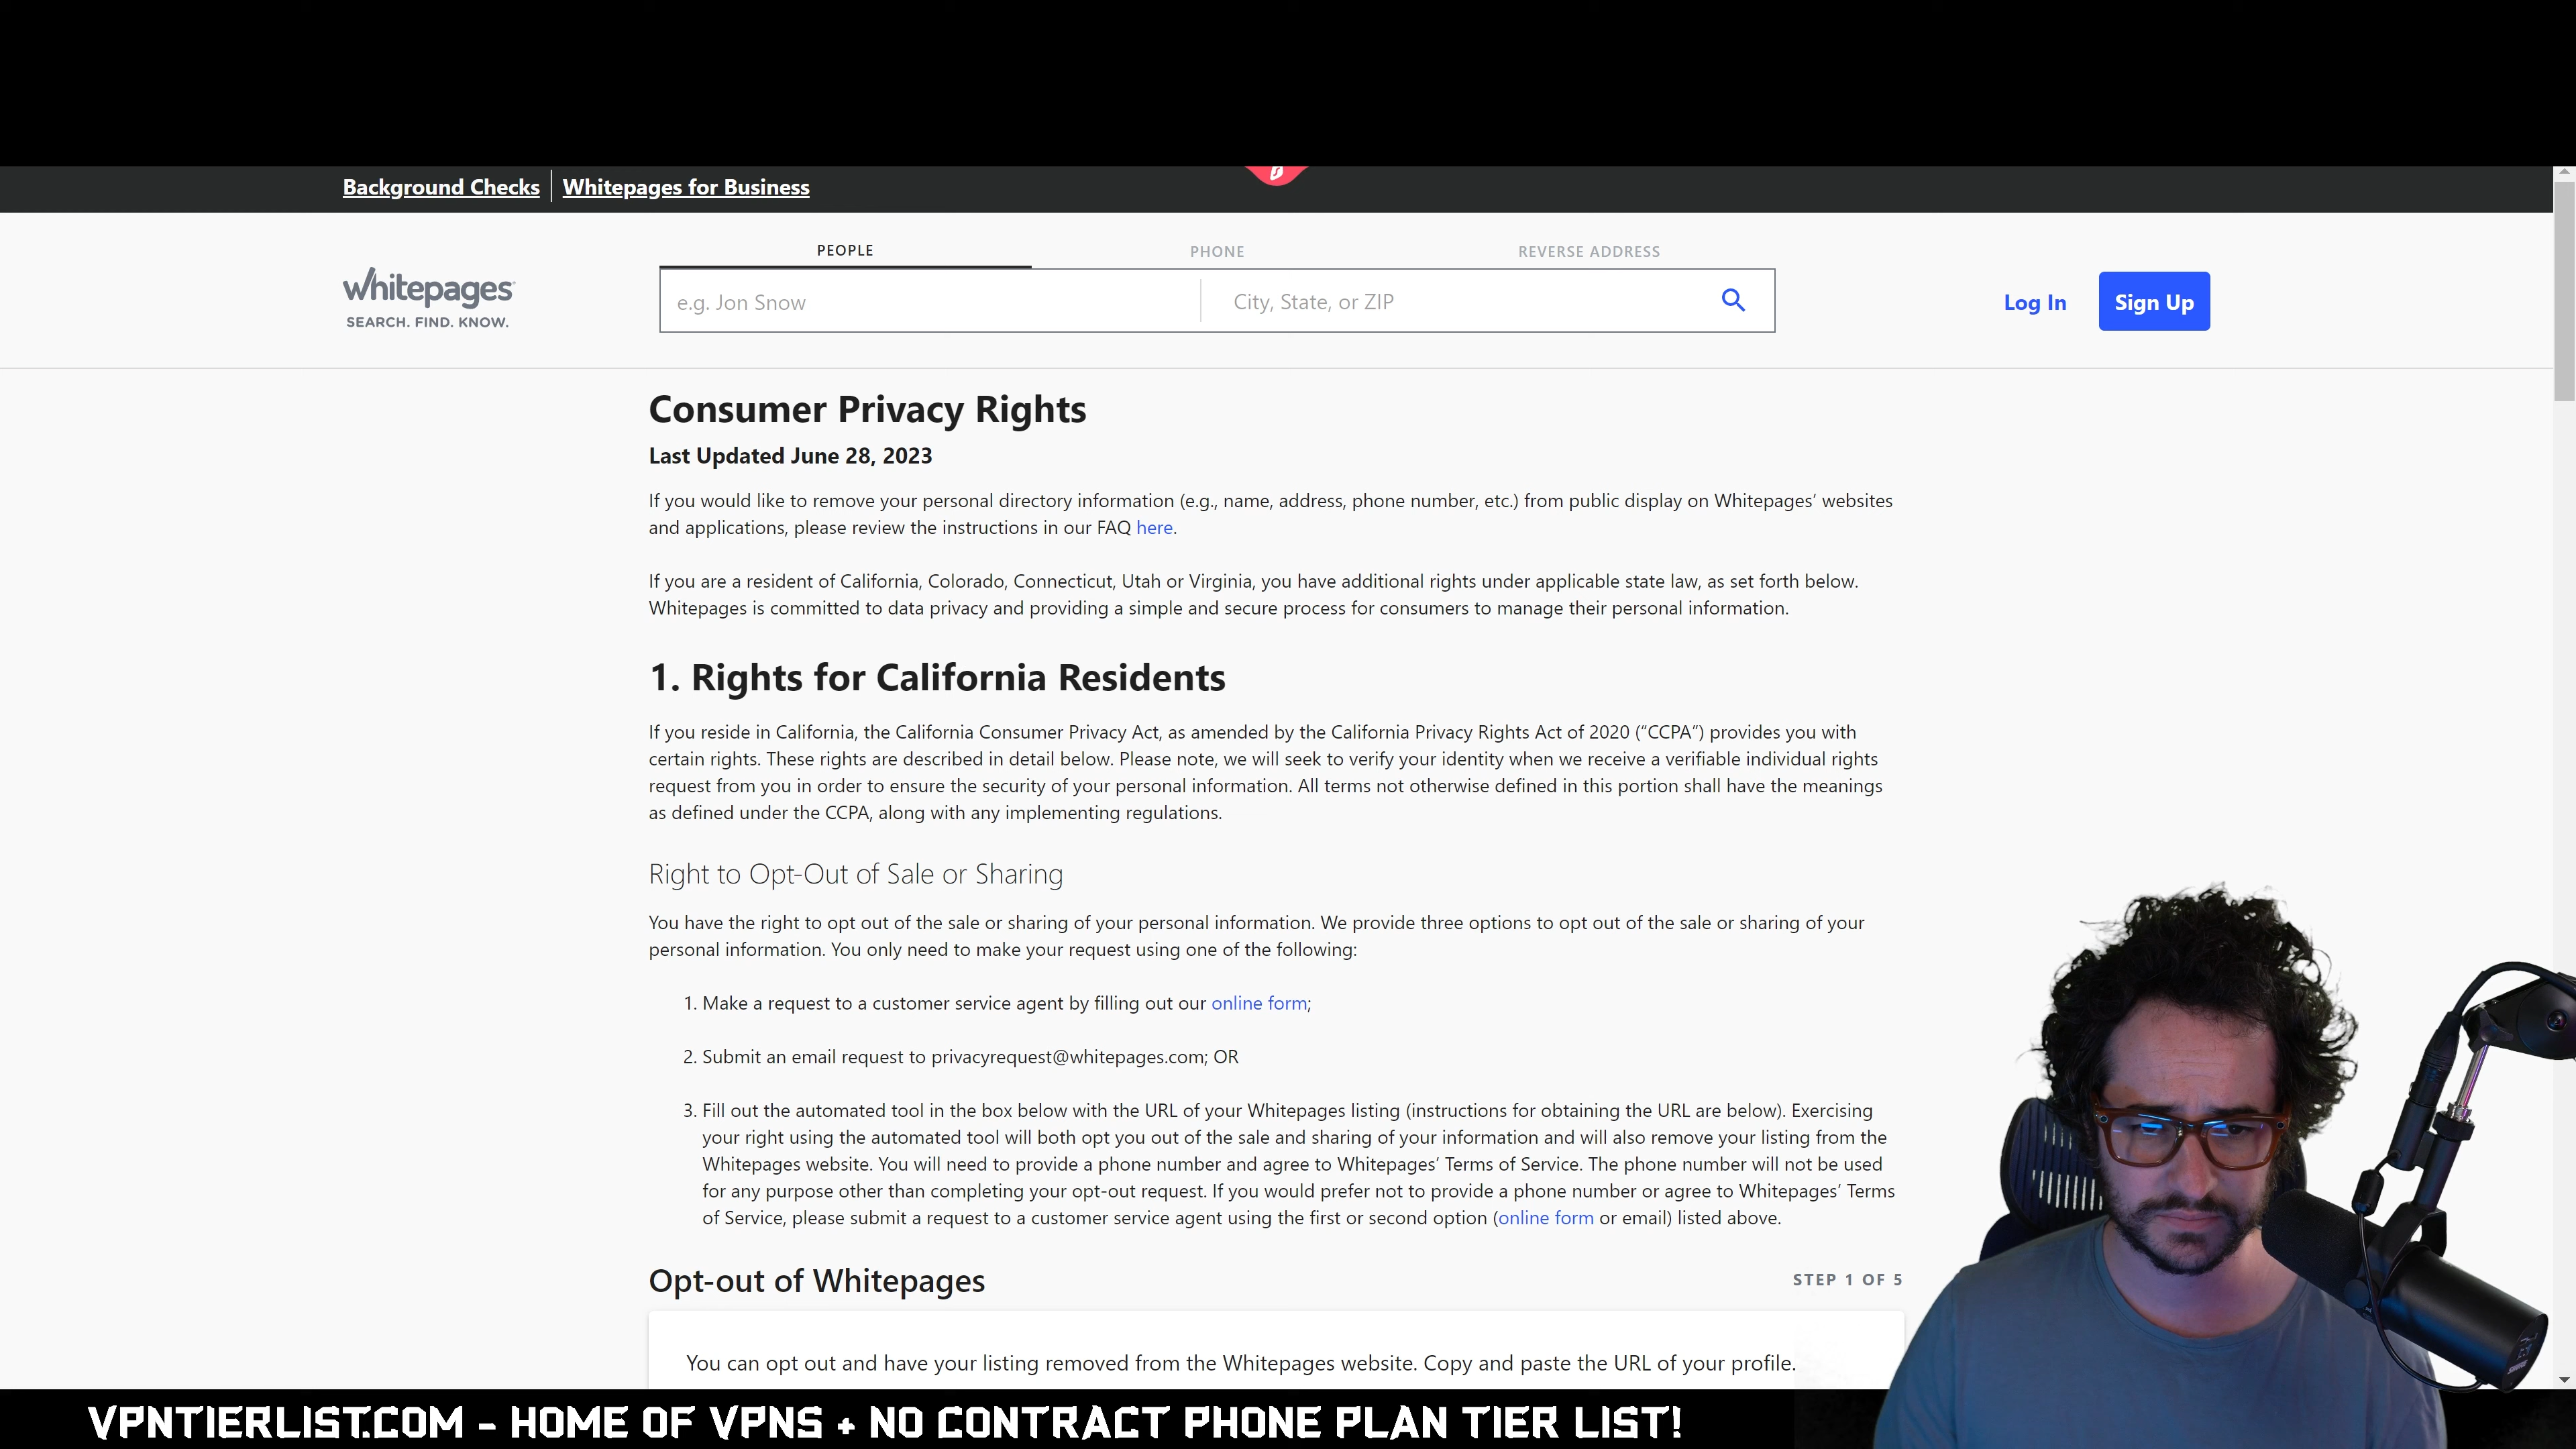 Background Checks
Whitepages for Business
PEOPLE
PHONE
REVERSE ADDRESS
whitepages
SEARCH. FIND. KNOW.
e.g. Jon Snow
City, State, or ZIP
Log In
Sign Up
Consumer Privacy Rights
Last Updated June 28, 2023
If you would like to remove your personal directory information (e.g., name, address, phone number, etc.) from public display on Whitepages’ websites
and applications, please review the instructions in our FAQ here.
If you are a resident of California, Colorado, Connecticut, Utah or Virginia, you have additional rights under applicable state law, as set forth below.
Whitepages is committed to data privacy and providing a simple and secure process for consumers to manage their personal information.
1. Rights for California Residents
If you reside in California, the California Consumer Privacy Act, as amended by the California Privacy Rights Act of 2020 (“CCPA”) provides you with
certain rights. These rights are described in detail below. Please note, we will seek to verify your identity when we receive a verifiable individual rights
request from you in order to ensure the security of your personal information. All terms not otherwise defined in this portion shall have the meanings
as defined under the CCPA, along with any implementing regulations.
Right to Opt-Out of Sale or Sharing
You have the right to opt out of the sale or sharing of your personal information. We provide three options to opt out of the sale or sharing of your
personal information. You only need to make your request using one of the following:
1. Make a request to a customer service agent by filling out our online form;
2. Submit an email request to privacyrequest@whitepages.com; OR
3. Fill out the automated tool in the box below with the URL of your Whitepages listing (instructions for obtaining the URL are below). Exercising
your right using the automated tool will both opt you out of the sale and sharing of your information and will also remove your listing from the
Whitepages website. You will need to provide a phone number and agree to Whitepages’ Terms of Service. The phone number will not be used
for any purpose other than completing your opt-out request. If you would prefer not to provide a phone number or agree to Whitepages’ Terms
of Service, please submit a request to a customer service agent using the first or second option (online form or email) listed above.
Opt-out of Whitepages
STEP 1 OF 5
You can opt out and have your listing removed from the Whitepages website. Copy and paste the URL of your profile.
VPNTIERLIST.COM - HOME OF VPNS + NO CONTRACT PHONE PLAN TIER LIST!